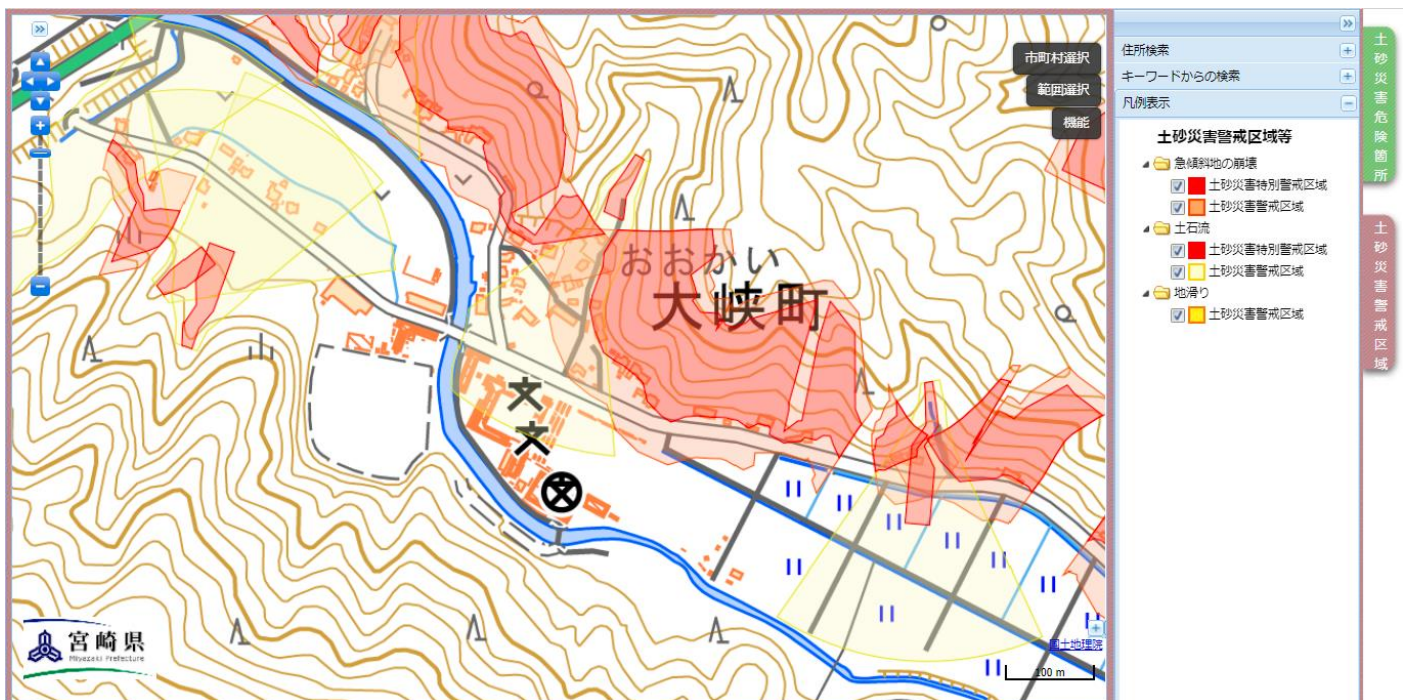 市町村選択
範囲選択
機能
おおかい
大峡町
文
文
宮崎県
Miyazaki Prefecture
国土地理院
100 m
住所検索
キーワードからの検索
凡例表示
土砂災害警戒区域等
急傾斜地の崩壊
土砂災害特別警戒区域
土砂災害警戒区域
土石流
土砂災害特別警戒区域
土砂災害警戒区域
地滑り
土砂災害警戒区域
土砂災害危険箇所
土砂災害警戒区域